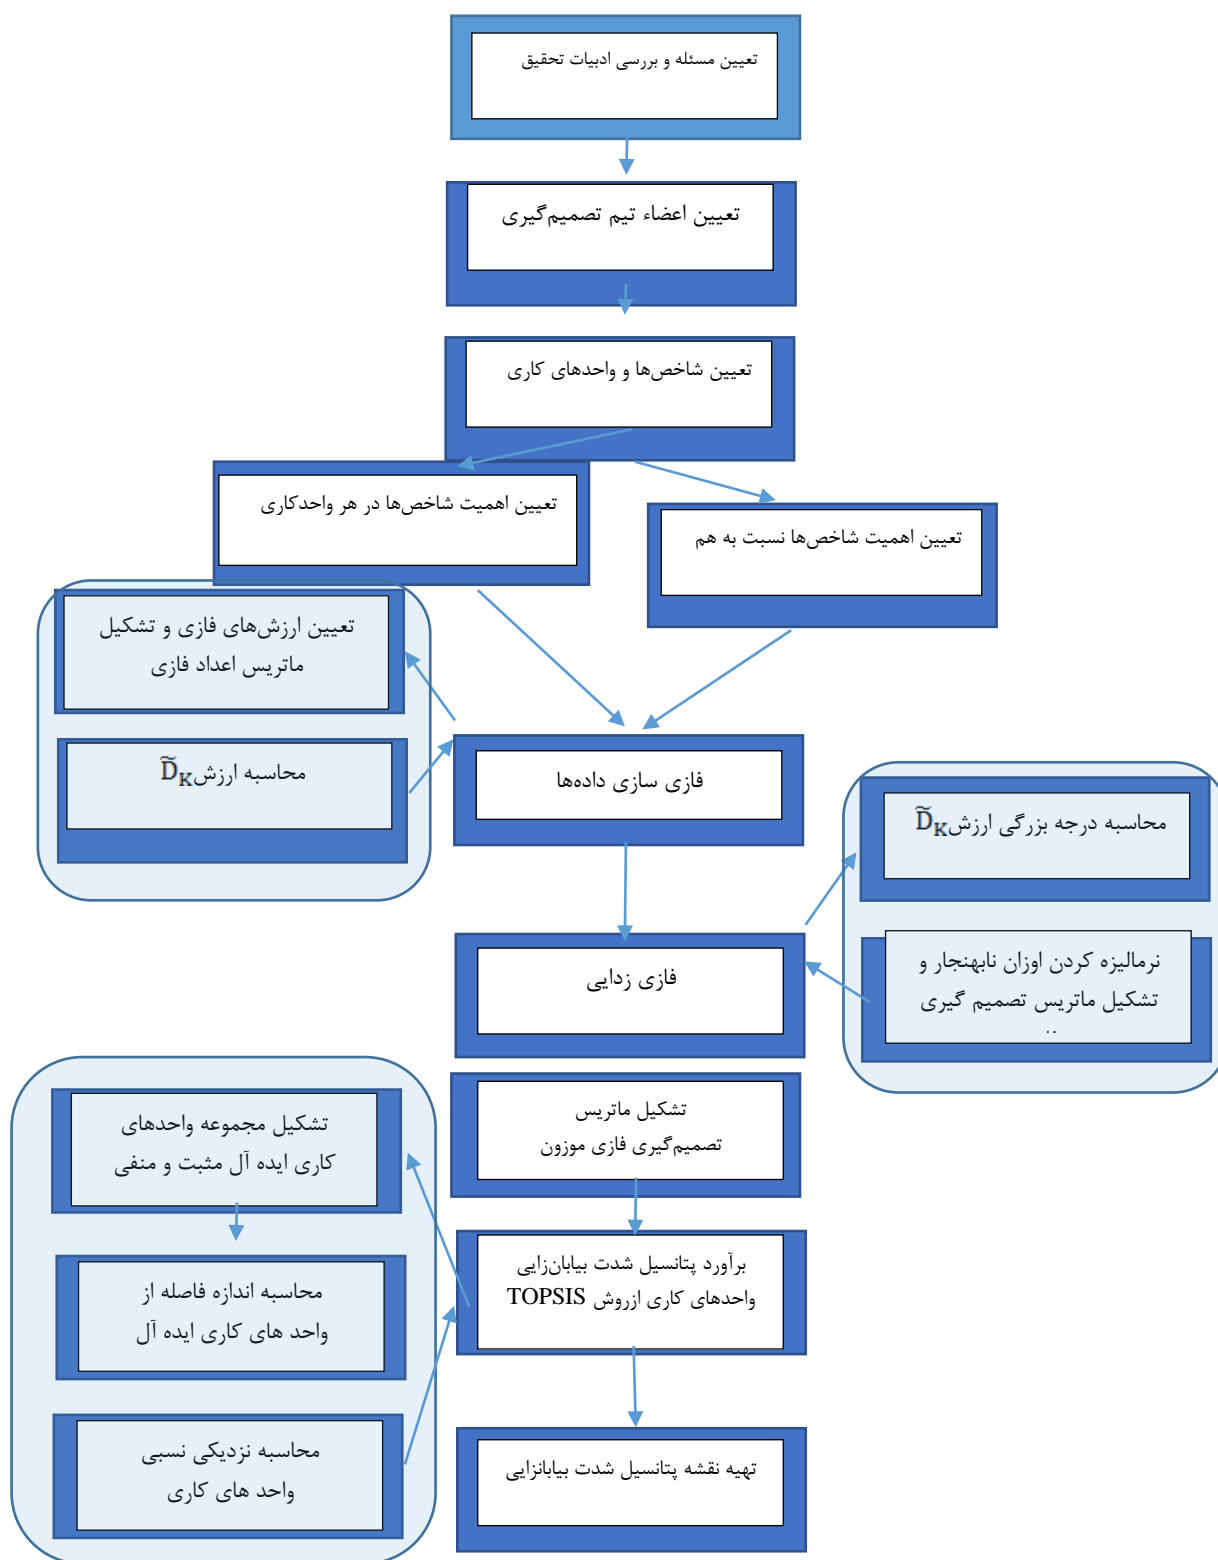 تعیین مسئله و بررسی ادبیات تحقیق
تعیین اعضاء تیم تصمیم‌گیری
تعیین شاخص‌ها و واحدهای کاری
تعیین اهمیت شاخص‌ها در هر واحدکاری
تعیین اهمیت شاخص‌ها نسبت به هم
تعیین ارزش‌های فازی و تشکیل
ماتریس اعداد فازی
محاسبه ارزش D̃K
فازی سازی داده‌ها
محاسبه درجه بزرگی ارزش D̃K
نرمالیزه کردن اوزان نابهنجار و
تشکیل ماتریس تصمیم گیری
فازی زدایی
تشکیل ماتریس
تصمیم‌گیری فازی موزون
تشکیل مجموعه واحدهای
کاری ایده آل مثبت و منفی
برآورد پتانسیل شدت بیابان‌زایی
واحدهای کاری ازروش TOPSIS
محاسبه اندازه فاصله از
واحد های کاری ایده آل
محاسبه نزدیکی نسبی
واحد های کاری
تهیه نقشه پتانسیل شدت بیابانزایی